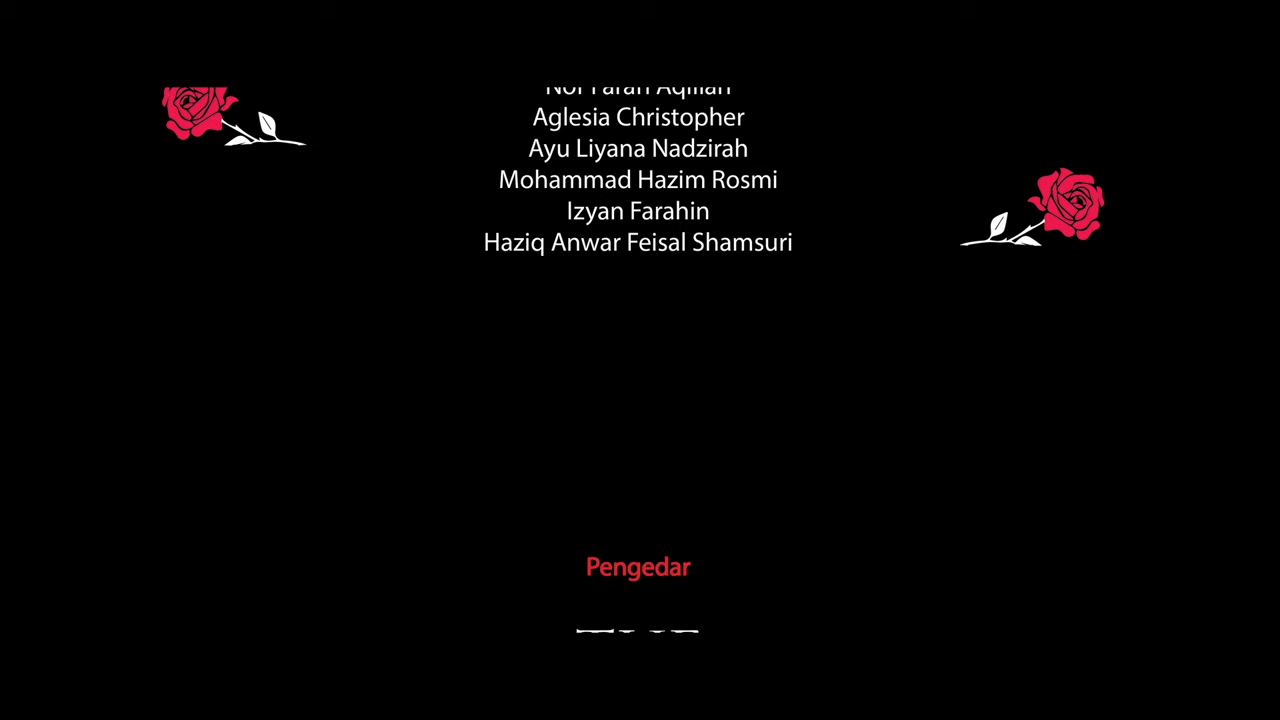 Aglesia Christopher
Ayu Liyana Nadzirah
Mohammad Hazim Rosmi
Izyan Farahin
Haziq Anwar Feisal Shamsuri
Pengedar